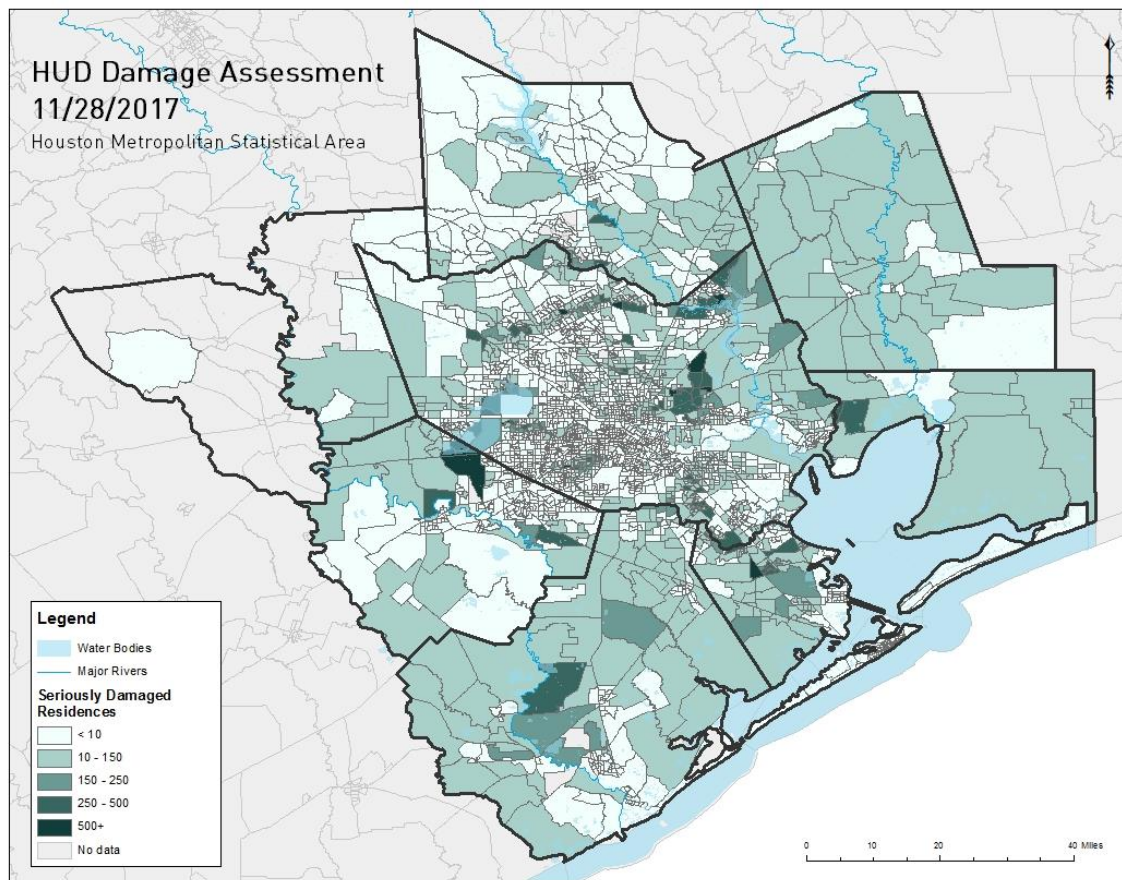 HUD Damage Assessment
11/28/2017
Houston Metropolitan Statistical Area
Legend
Water Bodies
Major Rivers
Seriously Damaged
Residences
< 10
10 - 150
150 - 250
250 - 500
500+
No data
0 10 20 40 Miles